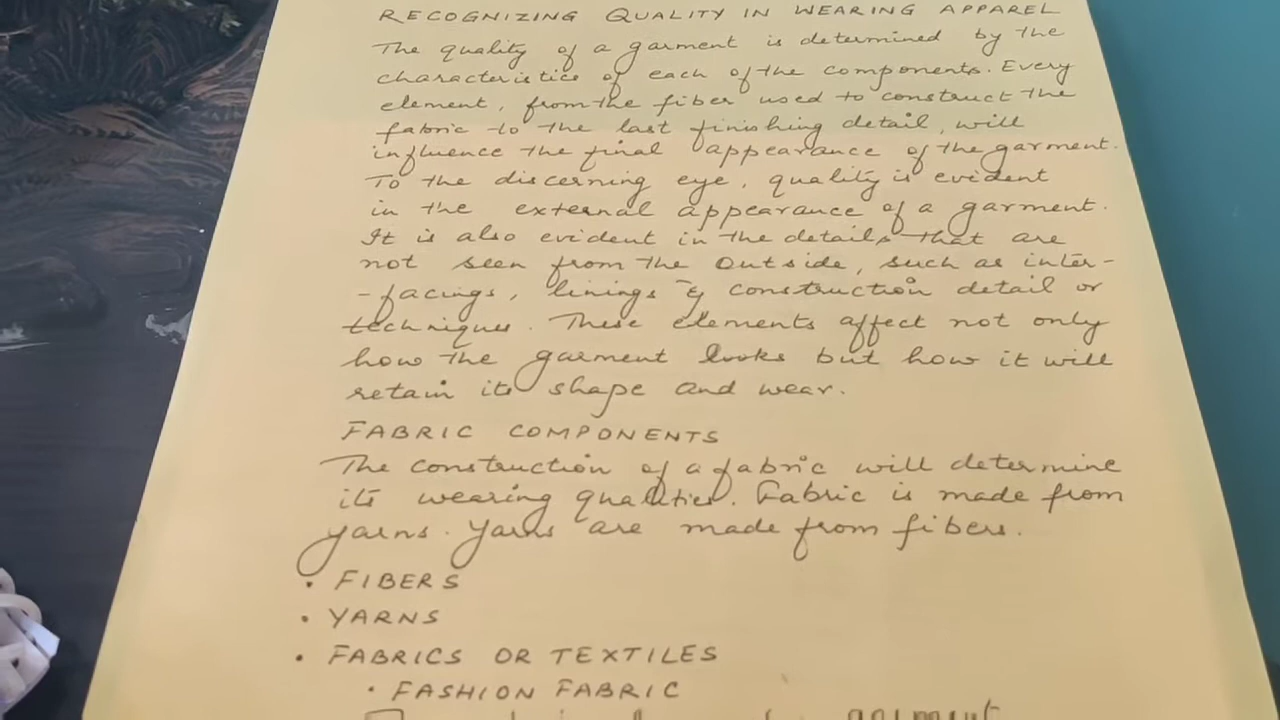 RECOGNIZING QUALITY IN WEARING APPAREL
The quality of a garment is determined by the
characteristics of each of the components. Every
element, from the fiber used to construct the
fabric to the last finishing detail, will
influence the final appearance of the garment.
To the discerning eye, quality is evident
in the external appearance of a garment.
It is also evident in the details that are
not seen from the outside, such as inter-
-facings, linings & construction detail or
techniques. These elements affect not only
how the garment looks but how it will
retain its shape and wear.
FABRIC COMPONENTS
The construction of a fabric will determine
its wearing qualities. Fabric is made from
yarns. Yarns are made from fibers.
• FIBERS
• YARNS
• FABRICS OR TEXTILES
• FASHION FABRIC
garment